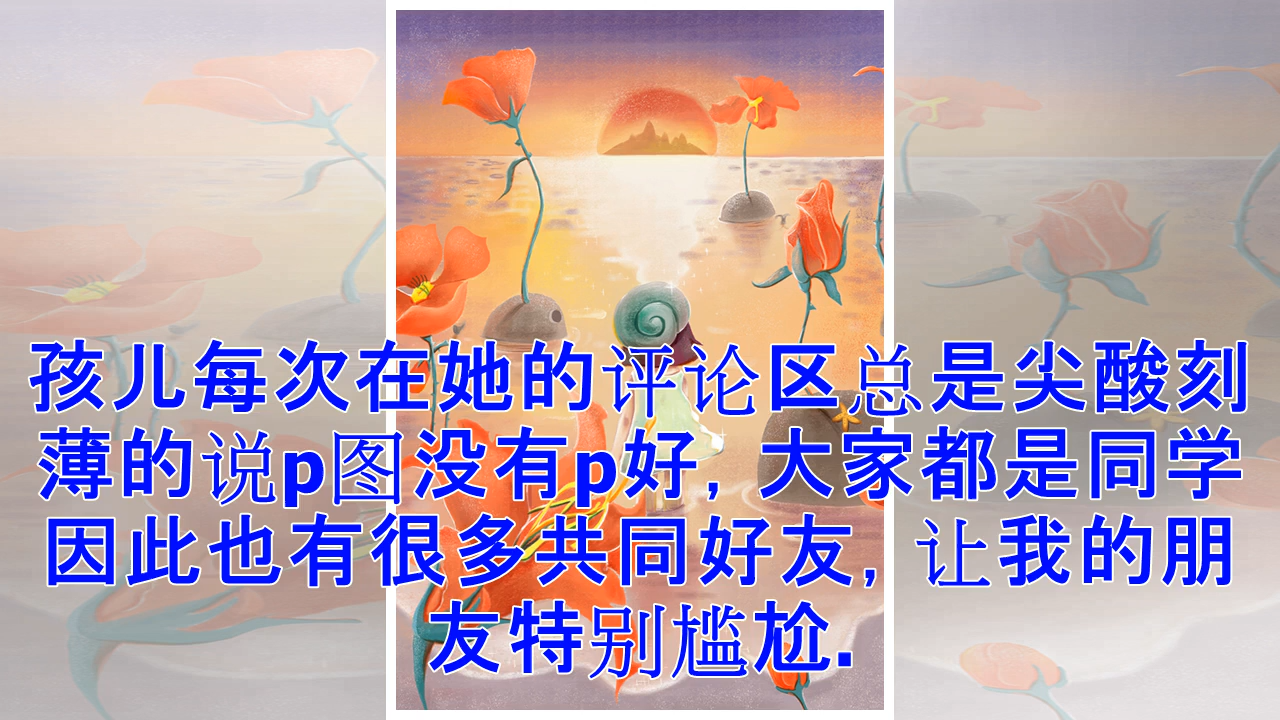 孩儿每次在她的评论区总是尖酸刻
薄的说p图没有p好，大家都是同学
因此也有很多共同好友，让我的朋
友特别尴尬.